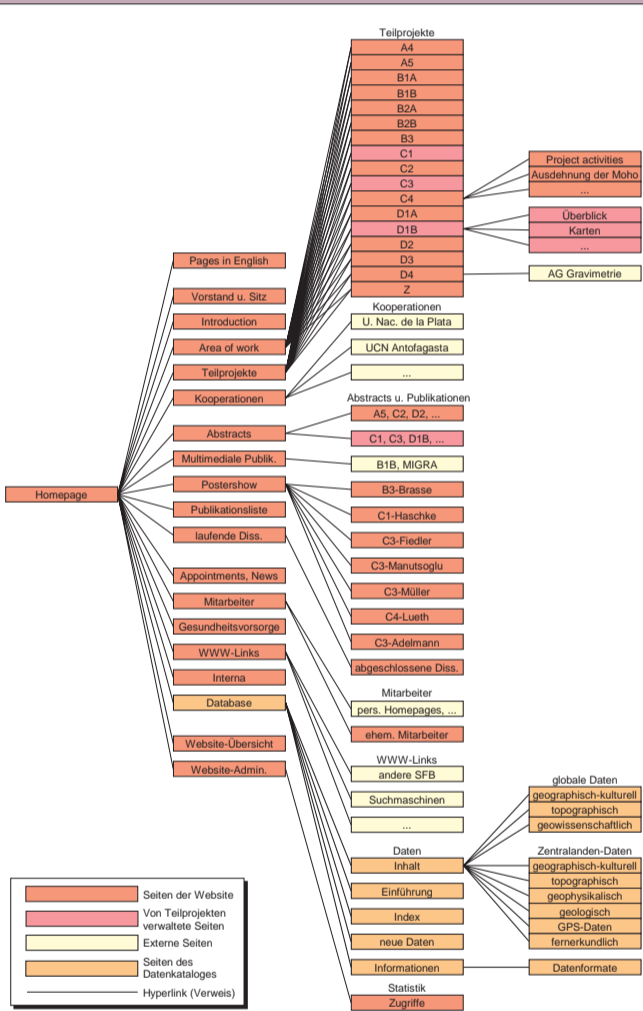 Homepage
Pages in English
Vorstand u. Sitz
Introduction
Area of work
Teilprojekte
Kooperationen
Abstracts
Multimediale Publik.
Postershow
Publikationsliste
laufende Diss.
Appointments, News
Mitarbeiter
Gesundheitsvorsorge
WWW-Links
Interna
Database
Website-Übersicht
Website-Admin.
Teilprojekte
A4
A5
B1A
B1B
B2A
B2B
B3
C1
C2
C3
C4
D1A
D1B
D2
D3
D4
Z
Kooperationen
U. Nac. de la Plata
UCN Antofagasta
...
Abstracts u. Publikationen
A5, C2, D2, ...
C1, C3, D1B, ...
B1B, MIGRA
B3-Brasse
C1-Haschke
C3-Fiedler
C3-Manutsoglu
C3-Müller
C4-Lueth
C3-Adelmann
abgeschlossene Diss.
Mitarbeiter
pers. Homepages, ...
ehem. Mitarbeiter
WWW-Links
andere SFB
Suchmaschinen
...
Daten
Inhalt
Einführung
Index
neue Daten
Informationen
Statistik
Zugriffe
Project activities
Ausdehnung der Moho
...
Überblick
Karten
...
AG Gravimetrie
globale Daten
geographisch-kulturell
topographisch
geowissenschaftlich
Zentralanden-Daten
geographisch-kulturell
topographisch
geophysikalisch
geologisch
GPS-Daten
fernerkundlich
Datenformate
Seiten der Website
Von Teilprojekten
verwaltete Seiten
Externe Seiten
Seiten des
Datenkataloges
Hyperlink (Verweis)